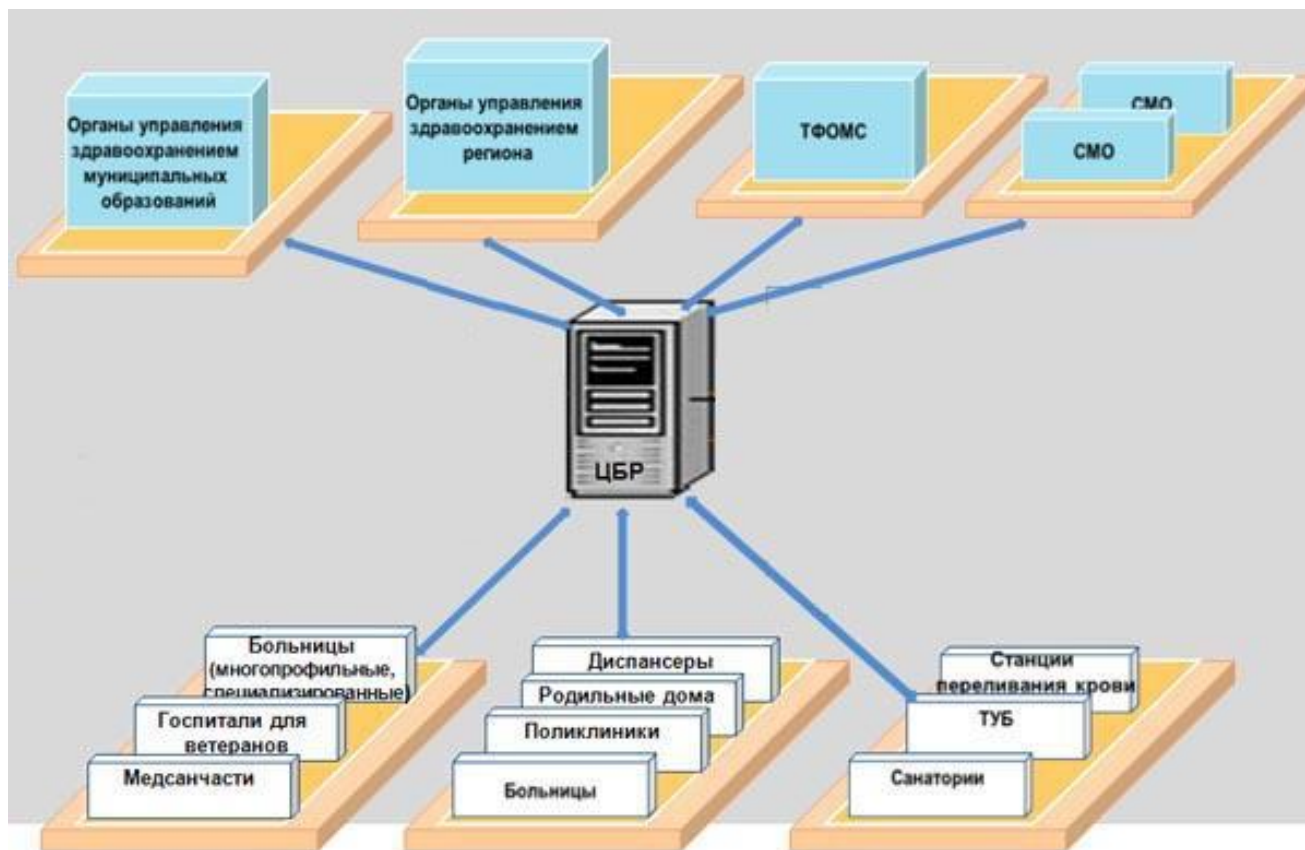 Органы управления
здравоохранением
муниципальных
образований
Органы управления
здравоохранением
региона
ТФОМС
СМО
СМО
ЦБР
Больницы
(многопрофильные,
специализированные)
Госпитали для
ветеранов
Медсанчасти
Диспансеры
Родильные дома
Поликлиники
Больницы
Станции
переливания крови
ТУБ
Санатории